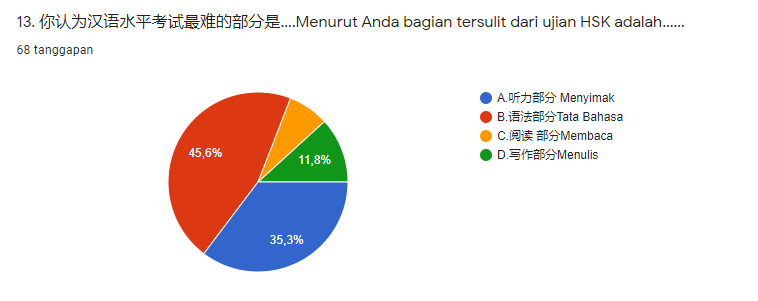 13. 你认为汉语水平考试最难的部分是....Menurut Anda bagian tersulit dari ujian HSK adalah......
68 tanggapan
A.听力部分 Menyimak
B.语法部分Tata Bahasa
C.阅读 部分Membaca
D.写作部分Menulis
45,6%
11,8%
35,3%